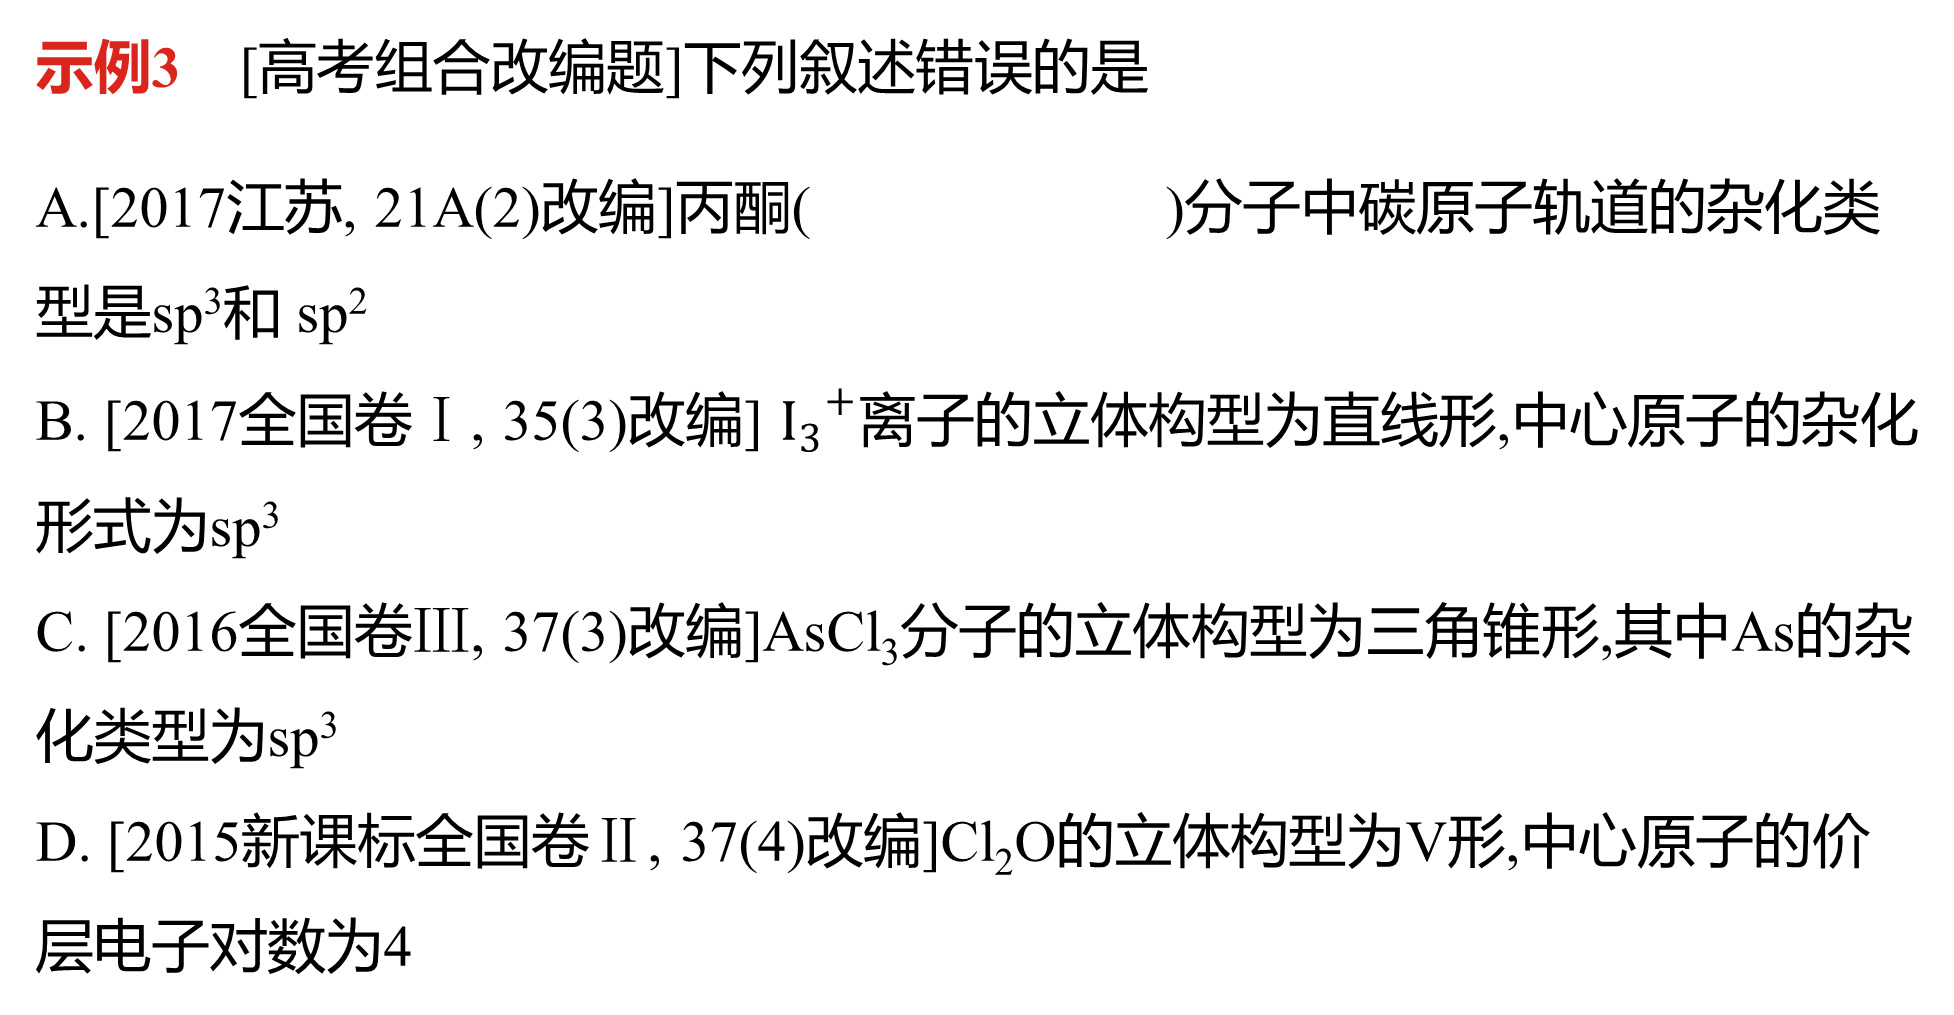 示例3 [高考组合改编题]下列叙述错误的是
A.[2017江苏, 21A(2)改编]丙酮( )分子中碳原子轨道的杂化类
型是sp³和 sp²
B. [2017全国卷Ⅰ, 35(3)改编] I₃⁺离子的立体构型为直线形,中心原子的杂化
形式为sp³
C. [2016全国卷Ⅲ, 37(3)改编]AsCl₃分子的立体构型为三角锥形,其中As的杂
化类型为sp³
D. [2015新课标全国卷Ⅱ, 37(4)改编]Cl₂O的立体构型为V形,中心原子的价
层电子对数为4